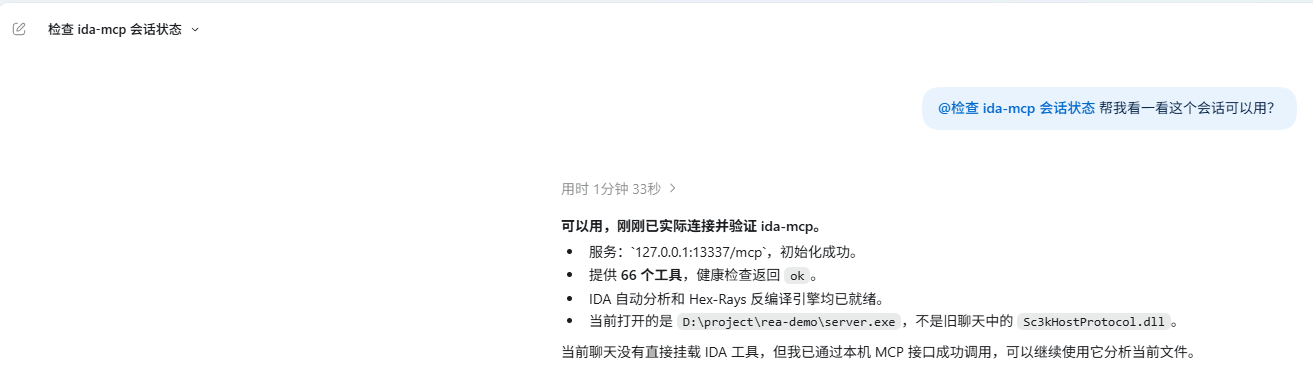 检查 ida-mcp 会话状态
@检查 ida-mcp 会话状态 帮我看一看这个会话可以用？
用时 1分钟 33秒
可以用，刚刚已实际连接并验证 ida-mcp。
服务：`127.0.0.1:13337/mcp`，初始化成功。
提供 66 个工具，健康检查返回 ok。
IDA 自动分析和 Hex-Rays 反编译引擎均已就绪。
当前打开的是 D:\project\rea-demo\server.exe，不是旧聊天中的 Sc3kHostProtocol.dll。
当前聊天没有直接挂载 IDA 工具，但我已通过本机 MCP 接口成功调用，可以继续使用它分析当前文件。